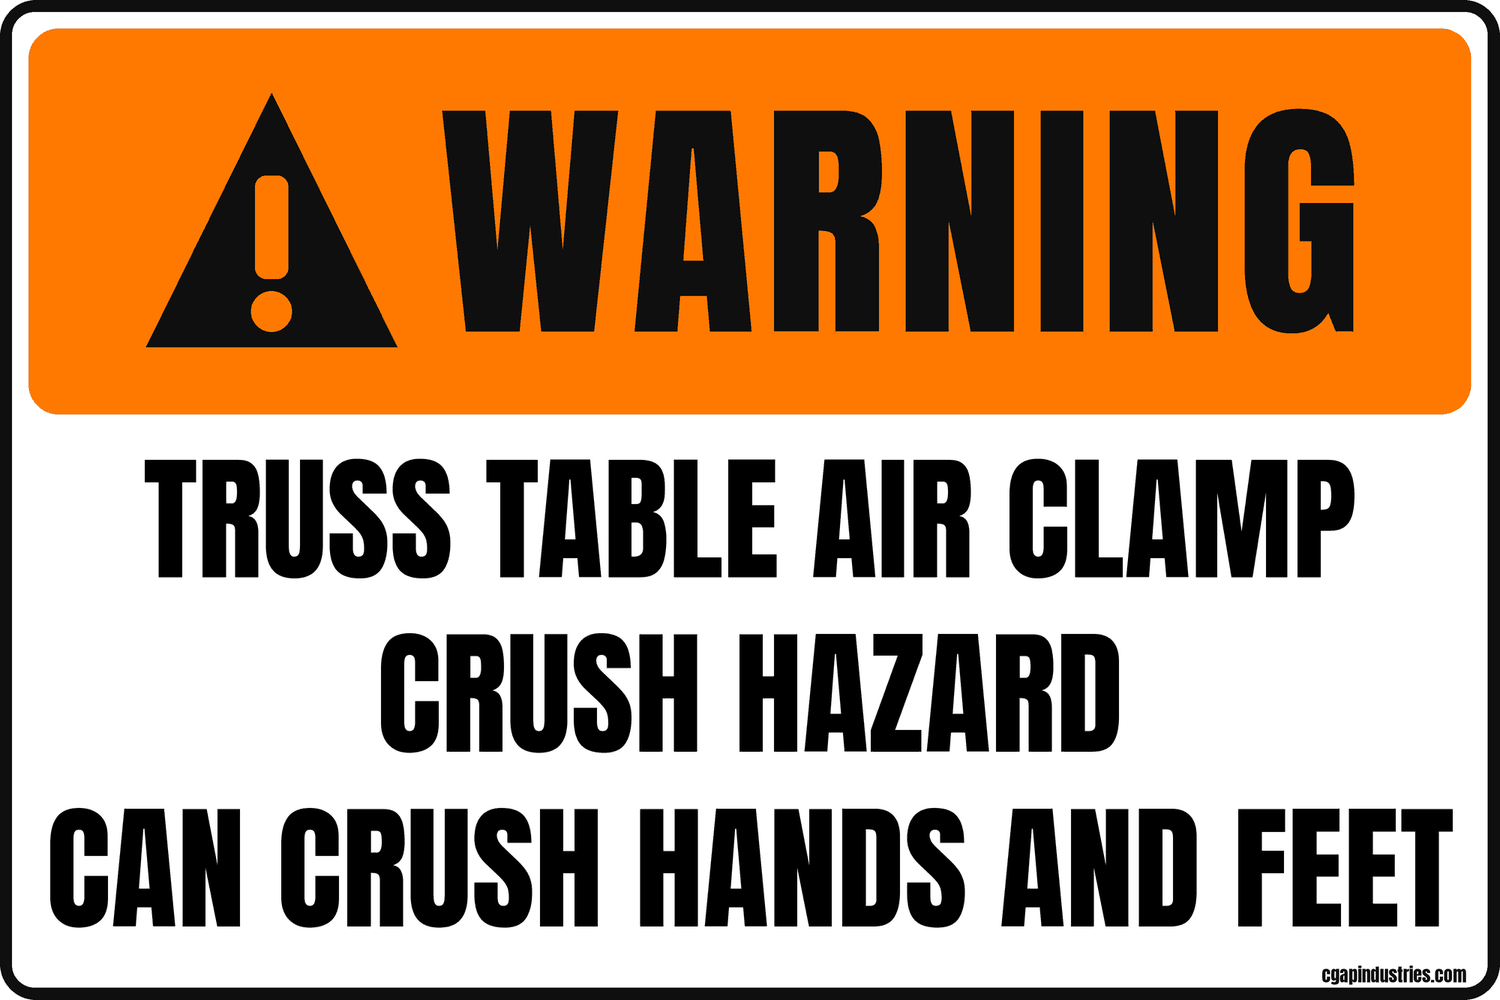 WARNING
TRUSS TABLE AIR CLAMP
CRUSH HAZARD
CAN CRUSH HANDS AND FEET
cgapindustries.com